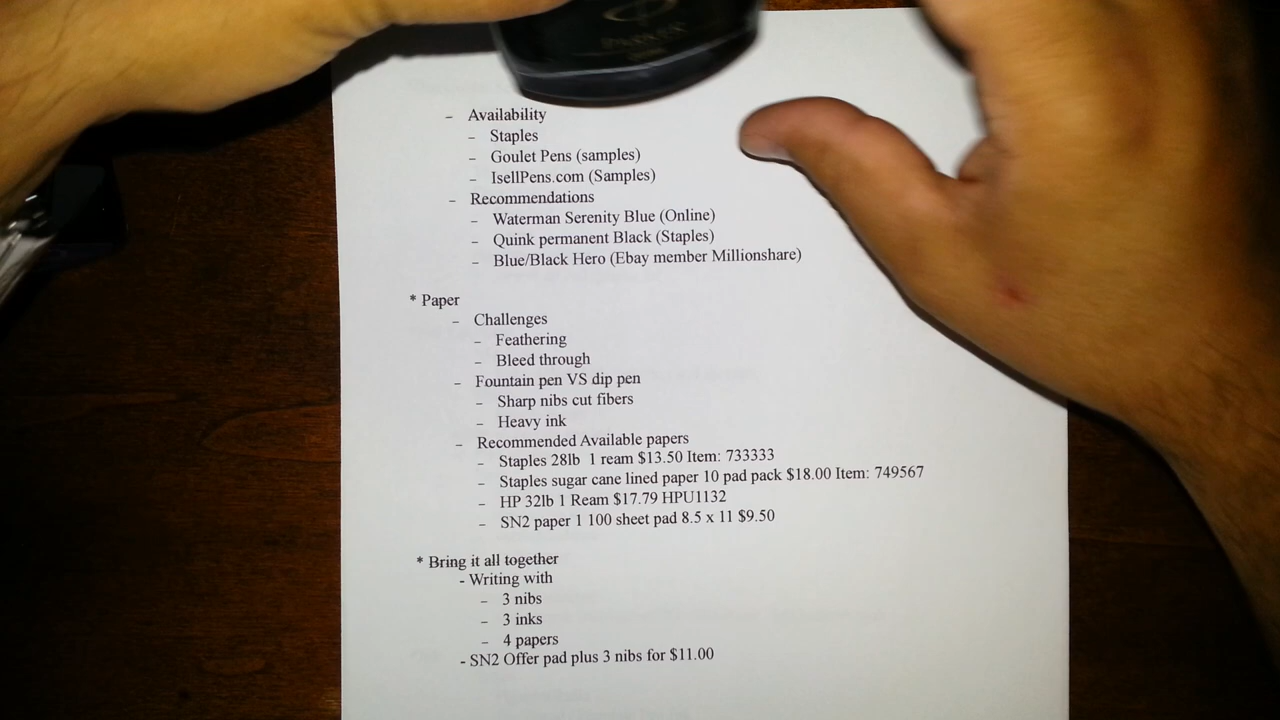 PARKER
- Availability
- Staples
- Goulet Pens (samples)
- IsellPens.com (Samples)
- Recommendations
- Waterman Serenity Blue (Online)
- Quink permanent Black (Staples)
- Blue/Black Hero (Ebay member Millionshare)
* Paper
- Challenges
- Feathering
- Bleed through
- Fountain pen VS dip pen
- Sharp nibs cut fibers
- Heavy ink
- Recommended Available papers
- Staples 28lb 1 ream $13.50 Item: 733333
- Staples sugar cane lined paper 10 pad pack $18.00 Item: 749567
- HP 32lb 1 Ream $17.79 HPU1132
- SN2 paper 1 100 sheet pad 8.5 x 11 $9.50
* Bring it all together
- Writing with
- 3 nibs
- 3 inks
- 4 papers
- SN2 Offer pad plus 3 nibs for $11.00